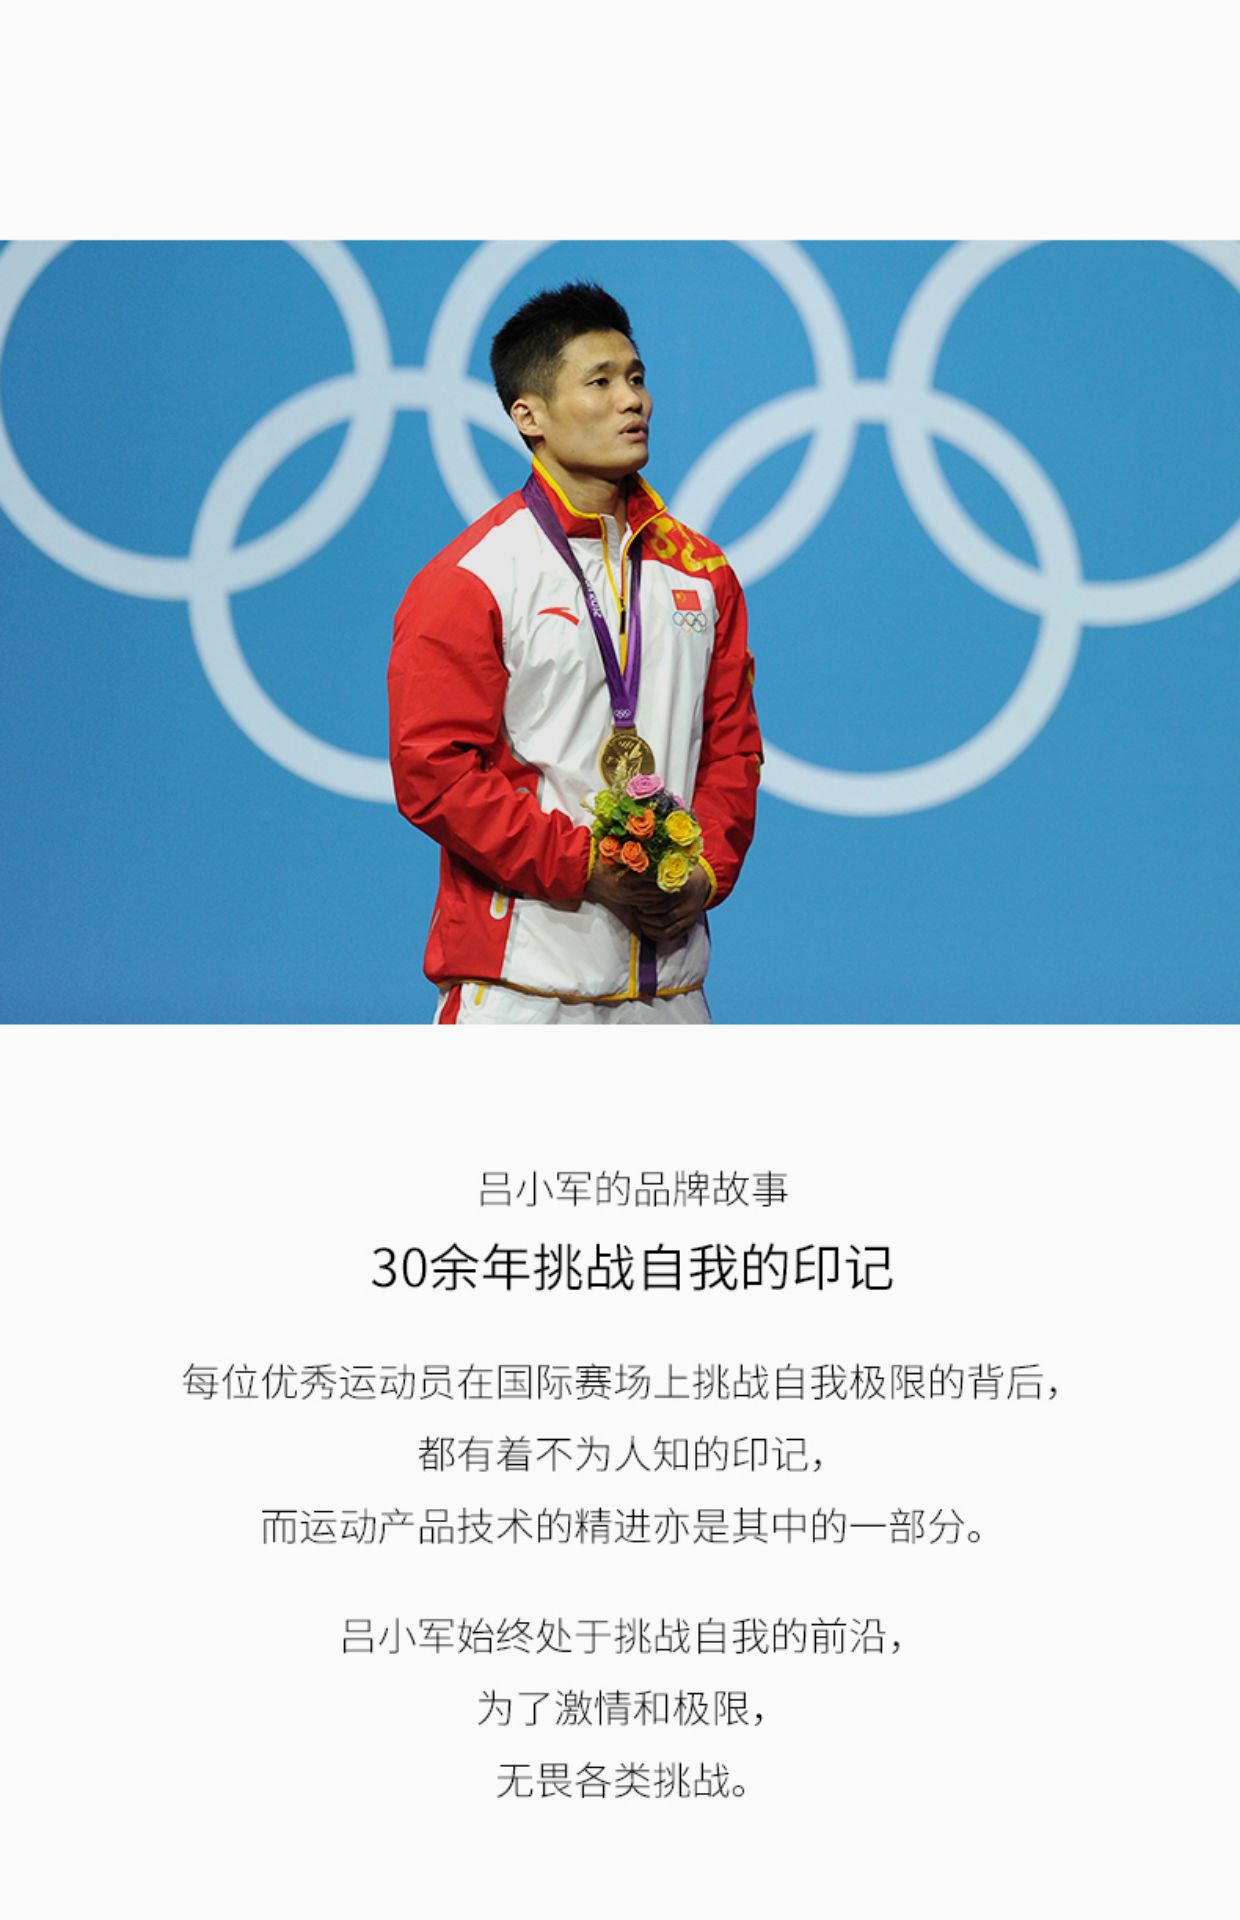 吕小军的品牌故事
30余年挑战自我的印记
每位优秀运动员在国际赛场上挑战自我极限的背后，
都有着不为人知的印记，
而运动产品技术的精进亦是其中的一部分。
吕小军始终处于挑战自我的前沿，
为了激情和极限，
无畏各类挑战。